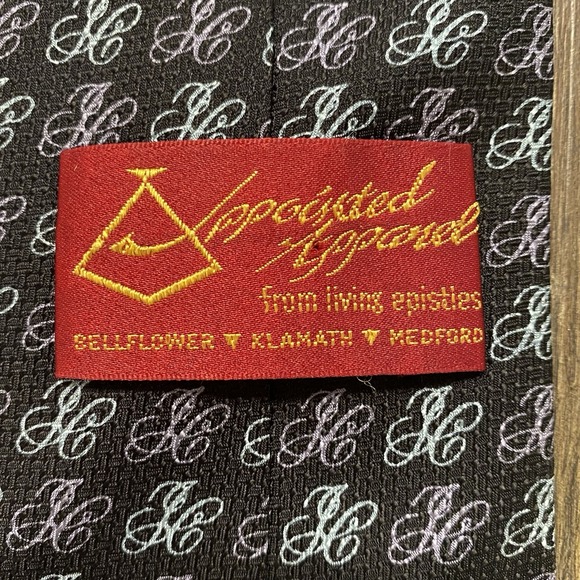 Appointed
Apparel
from living epistles
BELLFLOWER ▼ KLAMATH ▼ MEDFORD